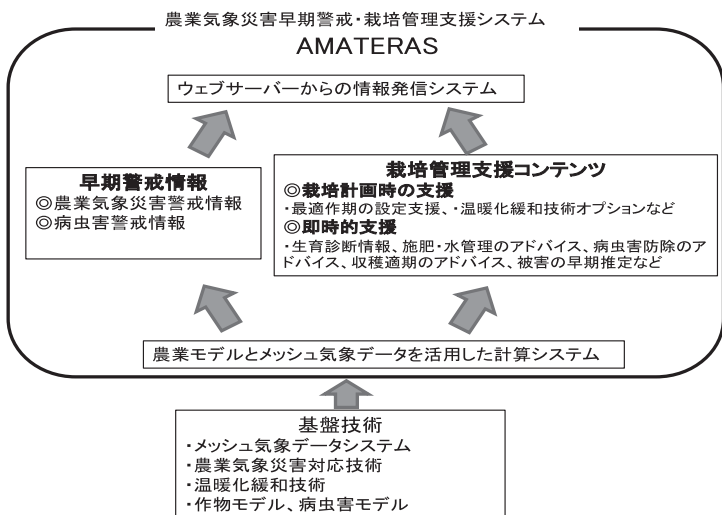 農業気象災害早期警戒・栽培管理支援システム
AMATERAS
ウェブサーバーからの情報発信システム
早期警戒情報
◎農業気象災害警戒情報
◎病虫害警戒情報
栽培管理支援コンテンツ
◎栽培計画時の支援
・最適作期の設定支援、・温暖化緩和技術オプションなど
◎即時的支援
・生育診断情報、施肥・水管理のアドバイス、病虫害防除のア
ドバイス、収穫適期のアドバイス、被害の早期推定など
農業モデルとメッシュ気象データを活用した計算システム
基盤技術
・メッシュ気象データシステム
・農業気象災害対応技術
・温暖化緩和技術
・作物モデル、病虫害モデル